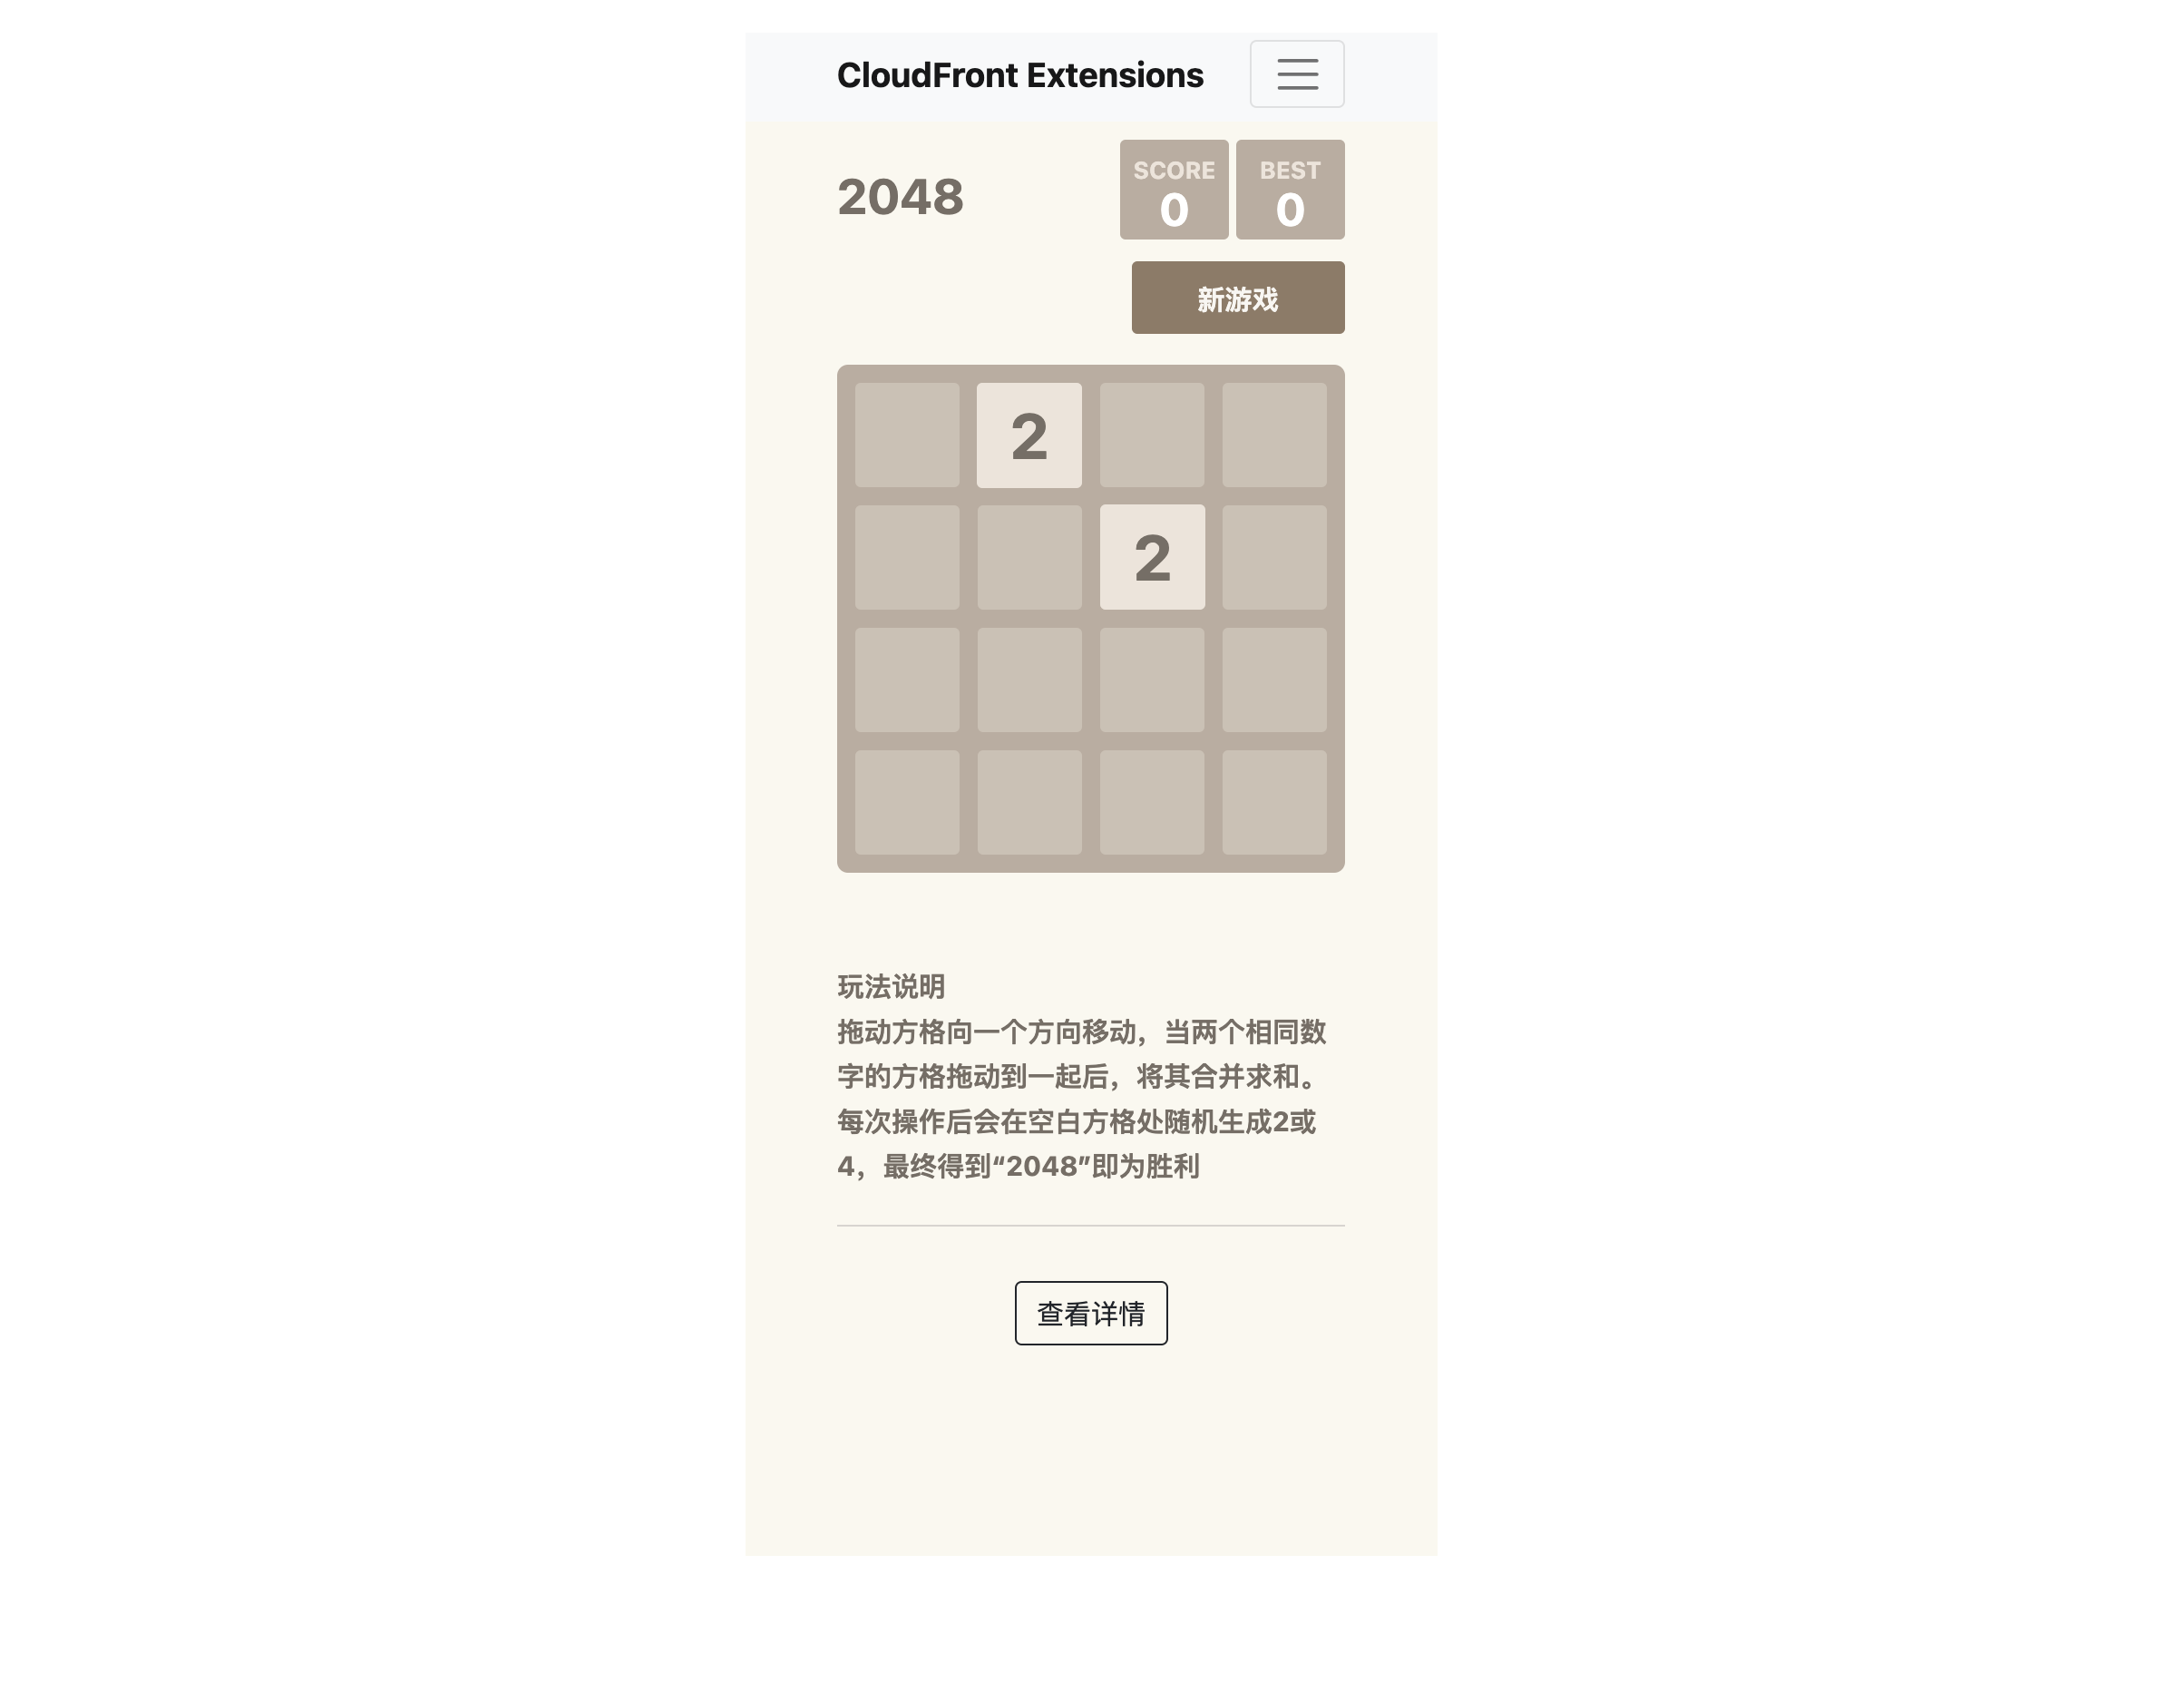 CloudFront Extensions
2048
SCORE
0
BEST
0
新游戏
2
2
玩法说明
拖动方格向一个方向移动，当两个相同数
字的方格拖动到一起后，将其合并求和。
每次操作后会在空白方格处随机生成2或
4，最终得到“2048”即为胜利
查看详情